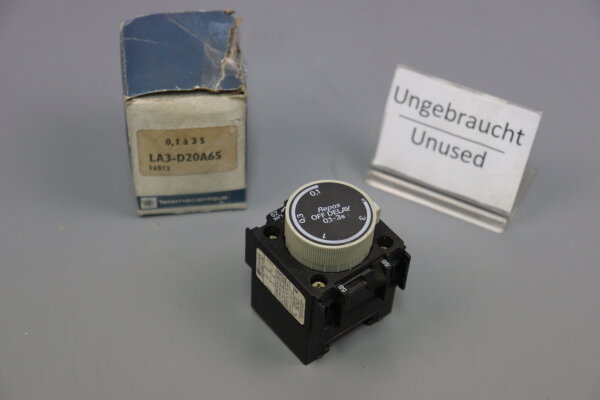 0,1 à 3 S
LA3-D20A65
Telemecanique
Ungebraucht
Unused
Repos
OFF DELAY
0.1-3s
0.1
0.3
1
3